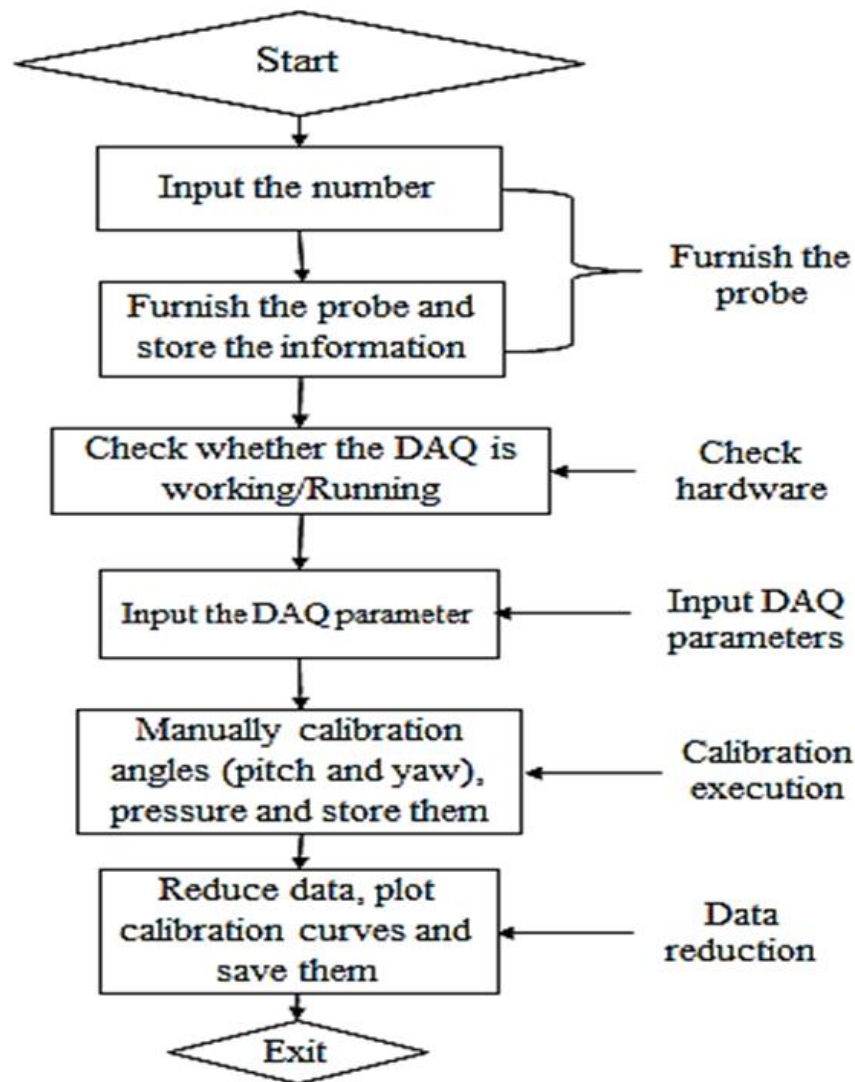 Start
Input the number
Furnish the probe and
store the information
Furnish the
probe
Check whether the DAQ is
working/Running
Check
hardware
Input the DAQ parameter
Input DAQ
parameters
Manually calibration
angles (pitch and yaw),
pressure and store them
Calibration
execution
Reduce data, plot
calibration curves and
save them
Data
reduction
Exit